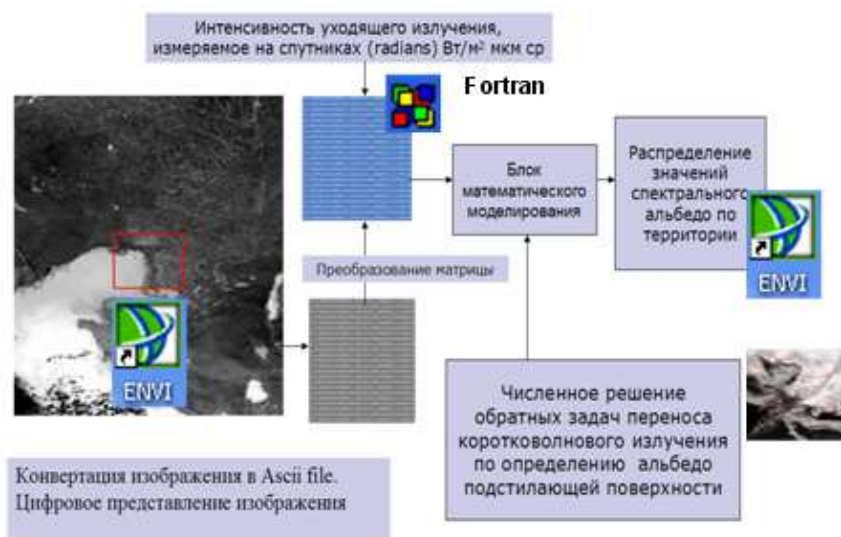 Интенсивность уходящего излучения,
измеряемое на спутниках (radians) Вт/м² мкм ср
Fortran
Блок
математического
моделирования
Распределение
значений
спектрального
альбедо по
территории
ENVI
Преобразование матрицы
ENVI
Численное решение
обратных задач переноса
коротковолнового излучения
по определению альбедо
подстилающей поверхности
Конвертация изображения в Ascii file.
Цифровое представление изображения